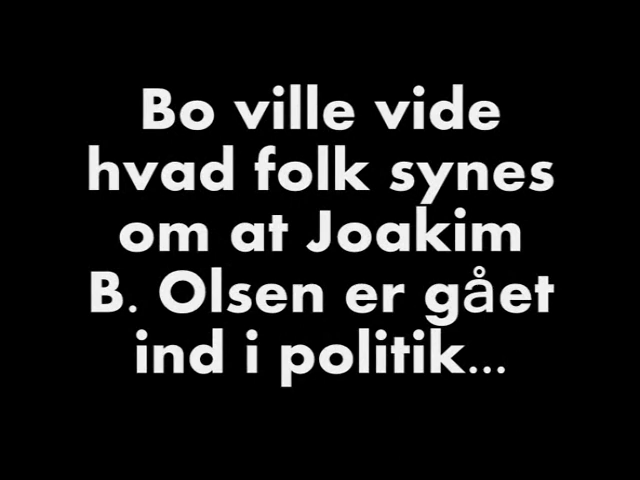 Bo ville vide
hvad folk synes
om at Joakim
B. Olsen er gået
ind i politik...